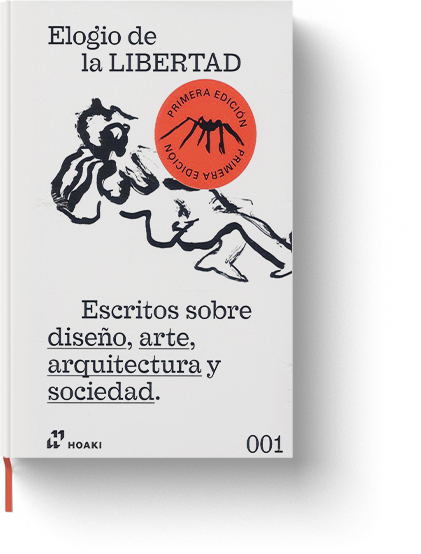 Elogio de
la LIBERTAD
PRIMERA EDICIÓN
PRIMERA EDICIÓN
Escritos sobre
diseño, arte,
arquitectura y
sociedad.
HOAKI
001